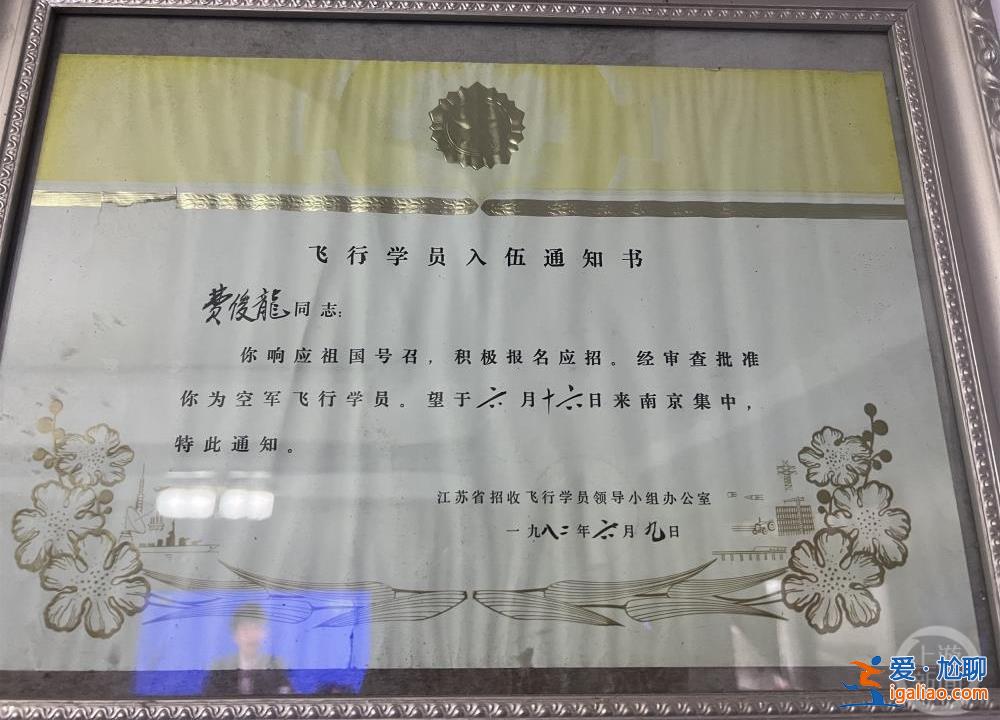 飞行学员入伍通知书
费俊龍同志：
你响应祖国号召，积极报名应招。经审查批准
你为空军飞行学员。望于六月十六日来南京集中，
特此通知。
江苏省招收飞行学员领导小组办公室
一九八二年六月九日
上游
爱·尬聊
igaliao.com